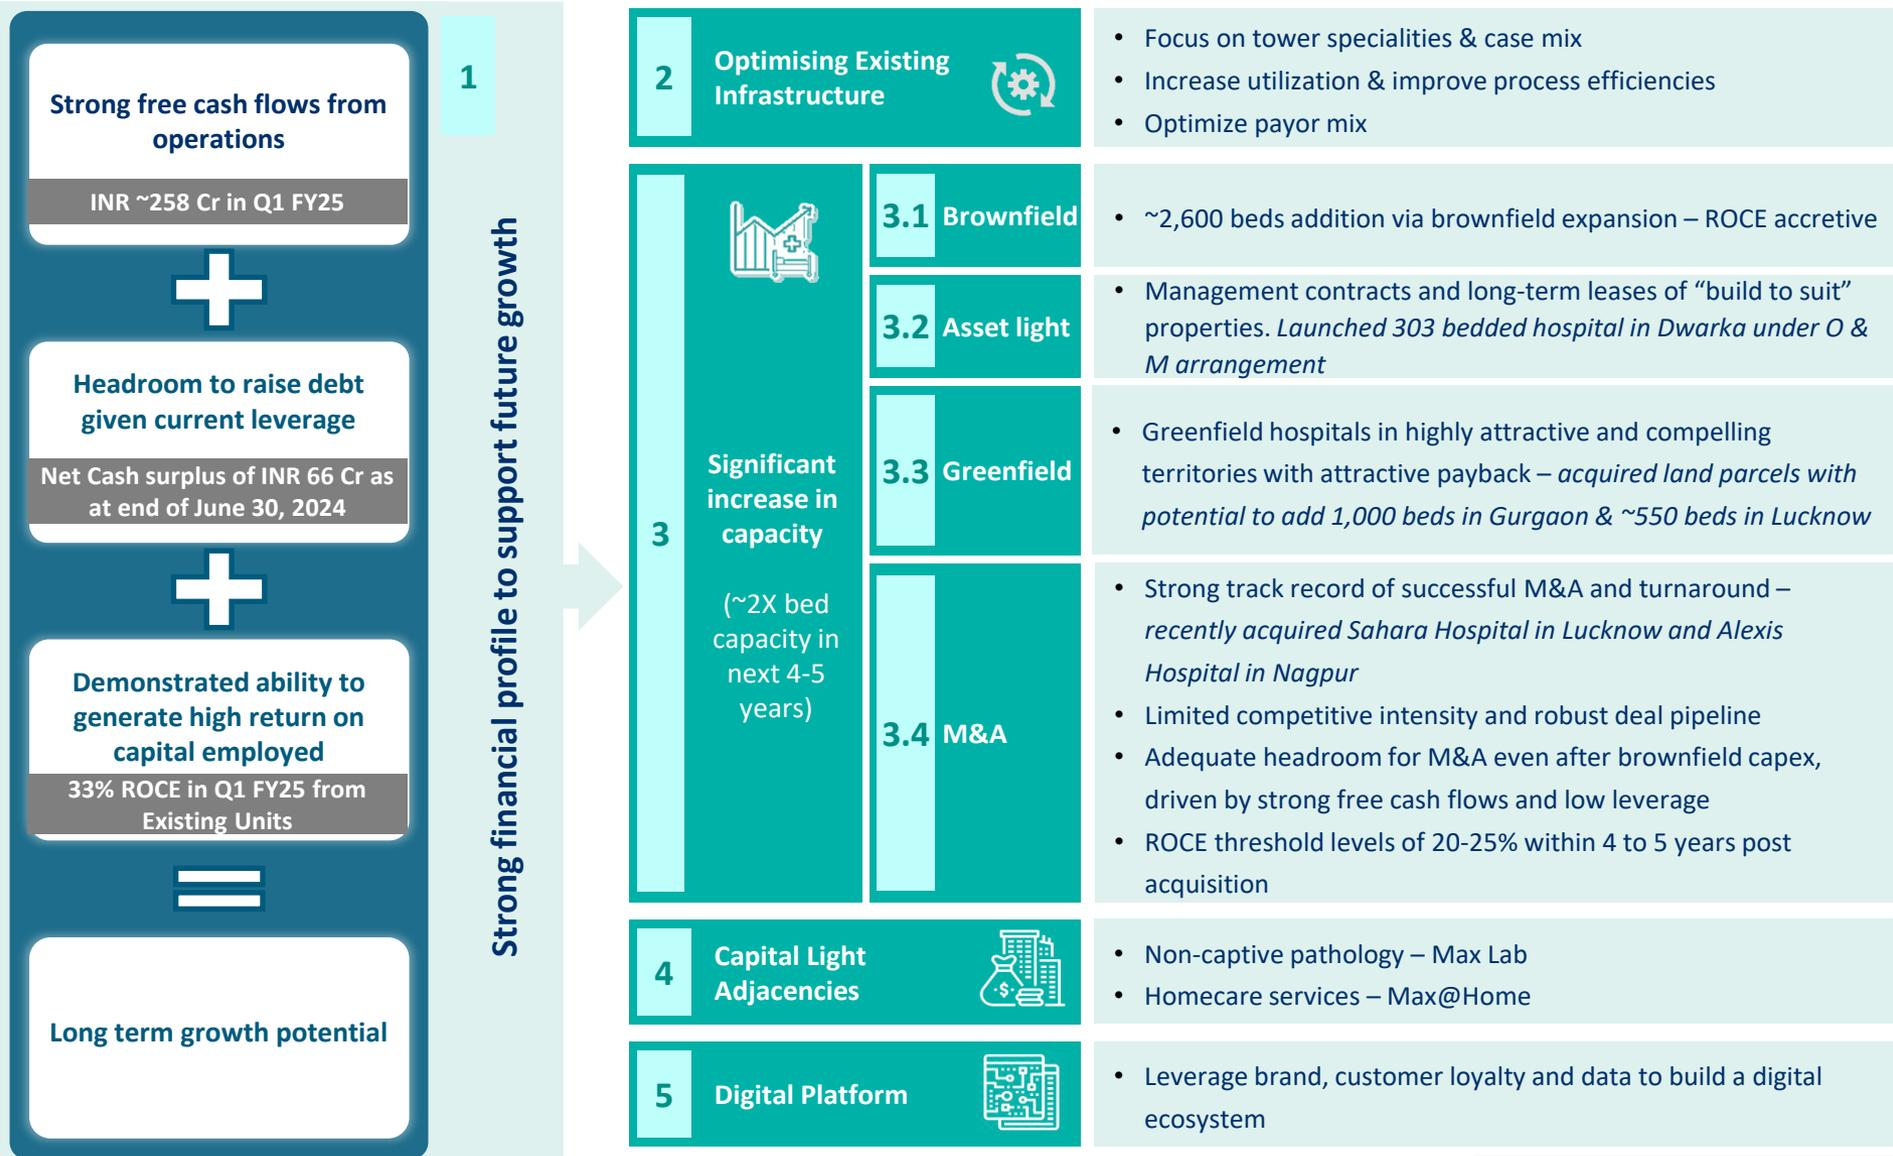 Strong free cash flows from
operations
INR ~258 Cr in Q1 FY25
Headroom to raise debt
given current leverage
Net Cash surplus of INR 66 Cr as
at end of June 30, 2024
Demonstrated ability to
generate high return on
capital employed
33% ROCE in Q1 FY25 from
Existing Units
Long term growth potential
1
Strong financial profile to support future growth
2
Optimising Existing
Infrastructure
• Focus on tower specialities & case mix
• Increase utilization & improve process efficiencies
• Optimize payor mix
3
Significant
increase in
capacity
(~2X bed
capacity in
next 4-5
years)
3.1 Brownfield
• ~2,600 beds addition via brownfield expansion – ROCE accretive
3.2 Asset light
• Management contracts and long-term leases of “build to suit”
properties. Launched 303 bedded hospital in Dwarka under O &
M arrangement
3.3 Greenfield
• Greenfield hospitals in highly attractive and compelling
territories with attractive payback – acquired land parcels with
potential to add 1,000 beds in Gurgaon & ~550 beds in Lucknow
3.4 M&A
• Strong track record of successful M&A and turnaround –
recently acquired Sahara Hospital in Lucknow and Alexis
Hospital in Nagpur
• Limited competitive intensity and robust deal pipeline
• Adequate headroom for M&A even after brownfield capex,
driven by strong free cash flows and low leverage
• ROCE threshold levels of 20-25% within 4 to 5 years post
acquisition
4
Capital Light
Adjacencies
$
• Non-captive pathology – Max Lab
• Homecare services – Max@Home
5
Digital Platform
• Leverage brand, customer loyalty and data to build a digital
ecosystem